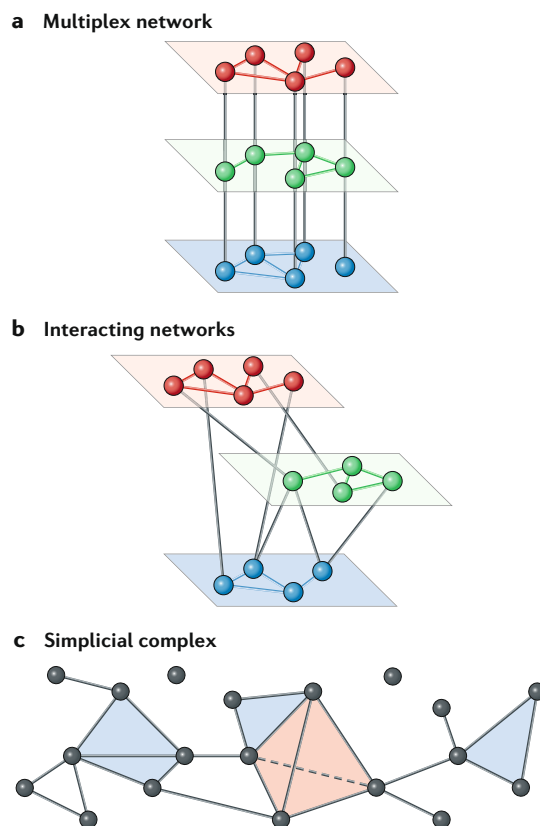 a Multiplex network
b Interacting networks
c Simplicial complex